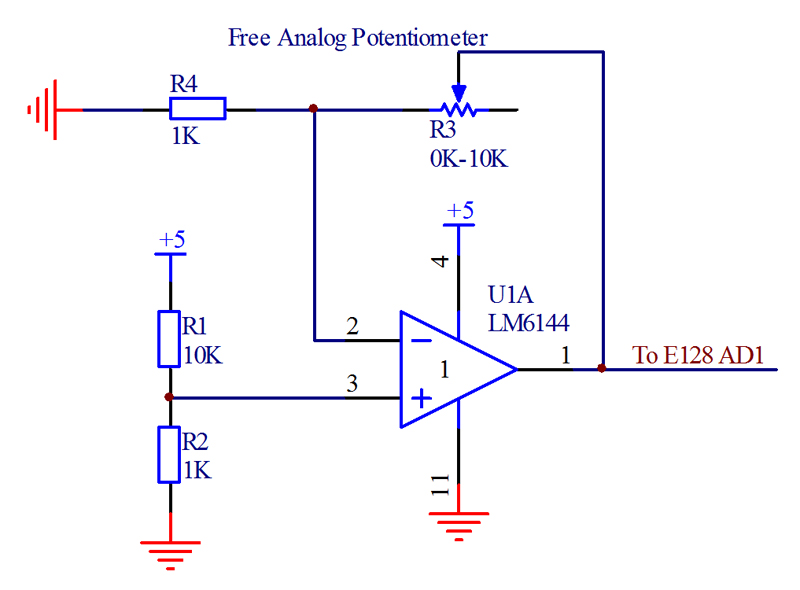 Free Analog Potentiometer
R4
1K
R3
0K-10K
+5
+5
4
U1A
LM6144
R1
10K
2
3
1
1
To E128 AD1
R2
1K
11